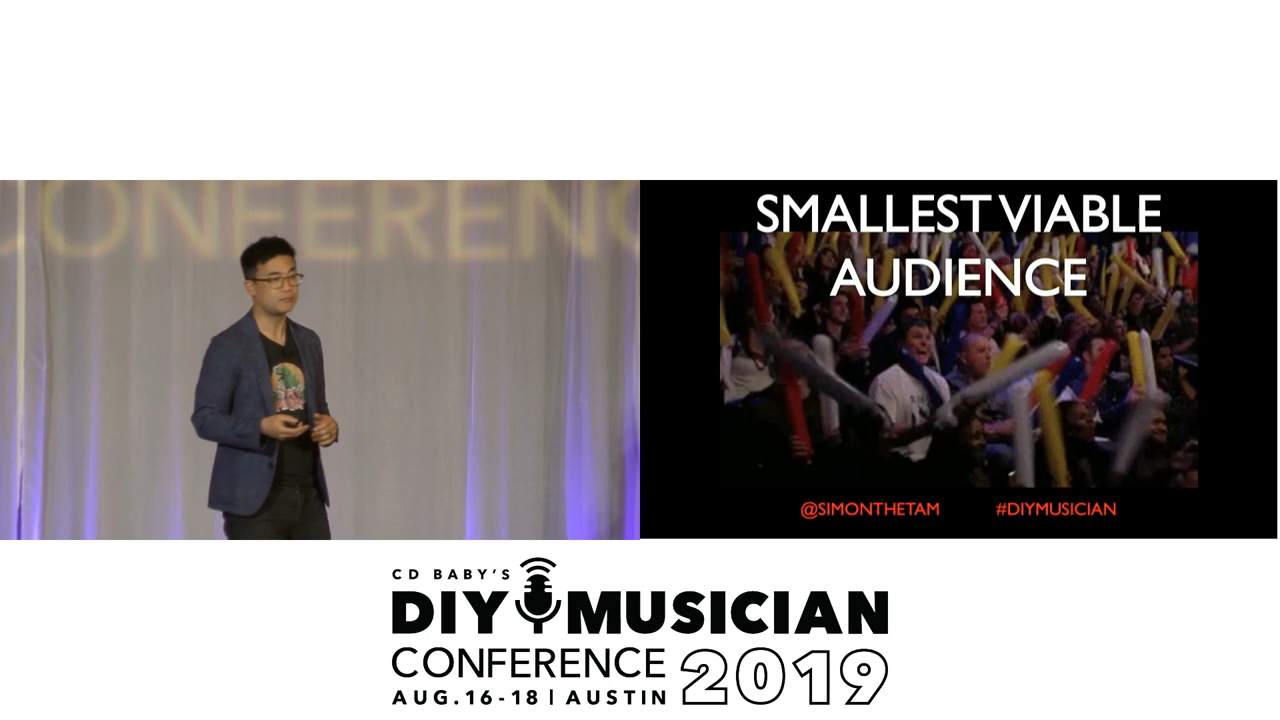 CONFERENC
SMALLEST VIABLE
AUDIENCE
@SIMONTHETAM #DIYMUSICIAN
CD BABY'S
DIY MUSICIAN
CONFERENCE 2019
AUG.16-18 | AUSTIN